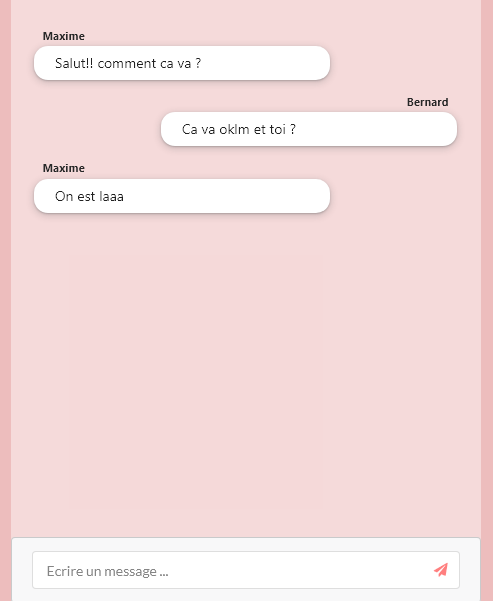 Maxime
Salut!! comment ca va ?
Bernard
Ca va oklm et toi ?
Maxime
On est laaa
Ecrire un message ...